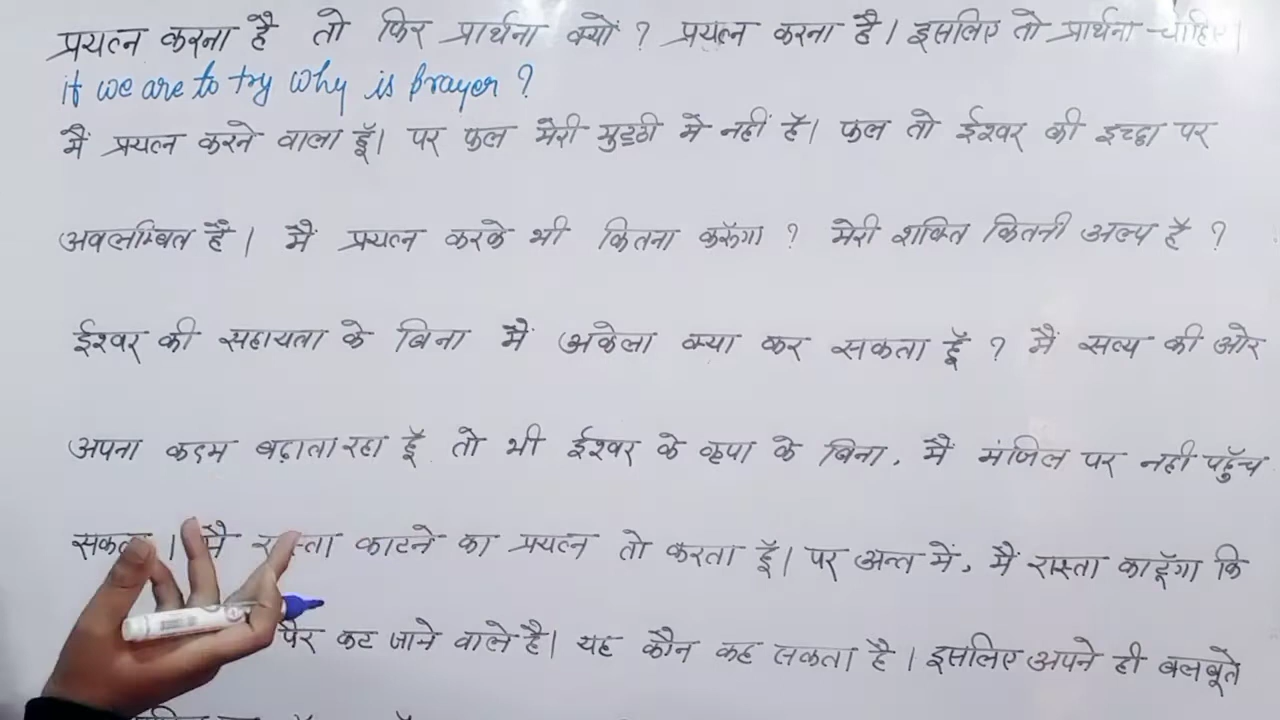 प्रयत्न करना है तो फिर प्रार्थना क्यों ? प्रयत्न करना है। इसलिए तो प्रार्थना चाहिए।
if we are to try why is prayer ?
मैं प्रयत्न करने वाला हूँ। पर फल मेरी मुठ्ठी मे नहीं है। फल तो ईश्वर की इच्छा पर
अवलम्बित है। मैं प्रयत्न करके भी कितना करूँगा ? मेरी शक्ति कितनी अल्प है ?
ईश्वर की सहायता के बिना मैं अकेला क्या कर सकता हूँ ? मैं सत्य की ओर
अपना कदम बढ़ाता रहा हूँ तो भी ईश्वर के कृपा के बिना, मैं मंजिल पर नही पहुँच
सकता। मै रास्ता काटने का प्रयत्न तो करता हूँ। पर अन्त में, मैं रास्ता काटूँगा कि
पैर कट जाने वाले है। यह कौन कह सकता है। इसलिए अपने ही बलबूते